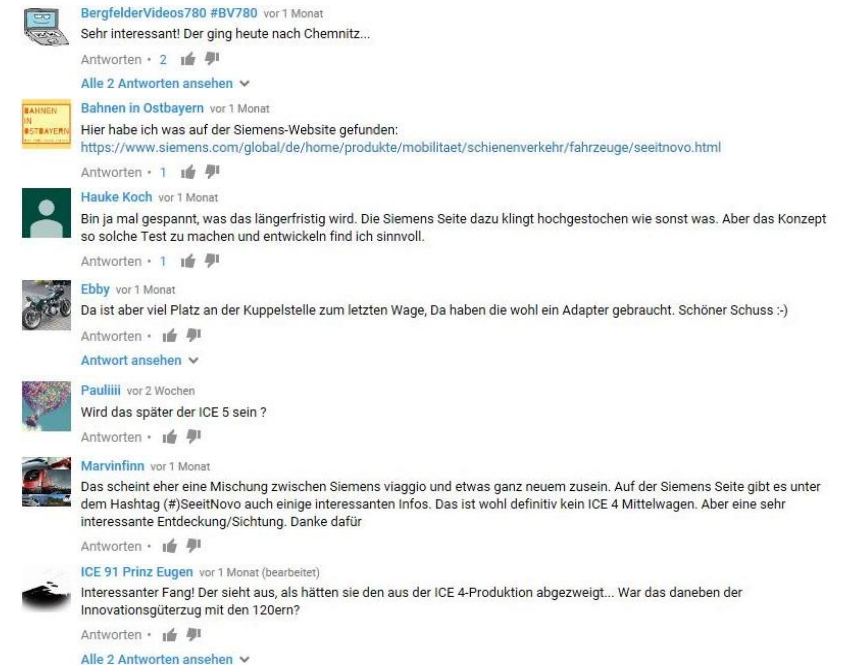 BergfelderVideos780 #BV780 vor 1 Monat
Sehr interessant! Der ging heute nach Chemnitz...
Antworten • 2
Alle 2 Antworten ansehen
BAHNEN
IN
OSTBAYERN
Bahnen in Ostbayern vor 1 Monat
Hier habe ich was auf der Siemens-Website gefunden:
https://www.siemens.com/global/de/home/produkte/mobilitaet/schienenverkehr/fahrzeuge/seeitnovo.html
Antworten • 1
Hauke Koch vor 1 Monat
Bin ja mal gespannt, was das längerfristig wird. Die Siemens Seite dazu klingt hochgestochen wie sonst was. Aber das Konzept
so solche Test zu machen und entwickeln find ich sinnvoll.
Antworten • 1
Ebby vor 1 Monat
Da ist aber viel Platz an der Kuppelstelle zum letzten Wage, Da haben die wohl ein Adapter gebraucht. Schöner Schuss :-)
Antworten •
Antwort ansehen
Pauliiii vor 2 Wochen
Wird das später der ICE 5 sein ?
Antworten •
Marvinfinn vor 1 Monat
Das scheint eher eine Mischung zwischen Siemens viaggio und etwas ganz neuem zusein. Auf der Siemens Seite gibt es unter
dem Hashtag (#)SeeitNovo auch einige interessanten Infos. Das ist wohl definitiv kein ICE 4 Mittelwagen. Aber eine sehr
interessante Entdeckung/Sichtung. Danke dafür
Antworten •
ICE 91 Prinz Eugen vor 1 Monat (bearbeitet)
Interessanter Fang! Der sieht aus, als hätten sie den aus der ICE 4-Produktion abgezweigt... War das daneben der
Innovationsgüterzug mit den 120ern?
Antworten •
Alle 2 Antworten ansehen